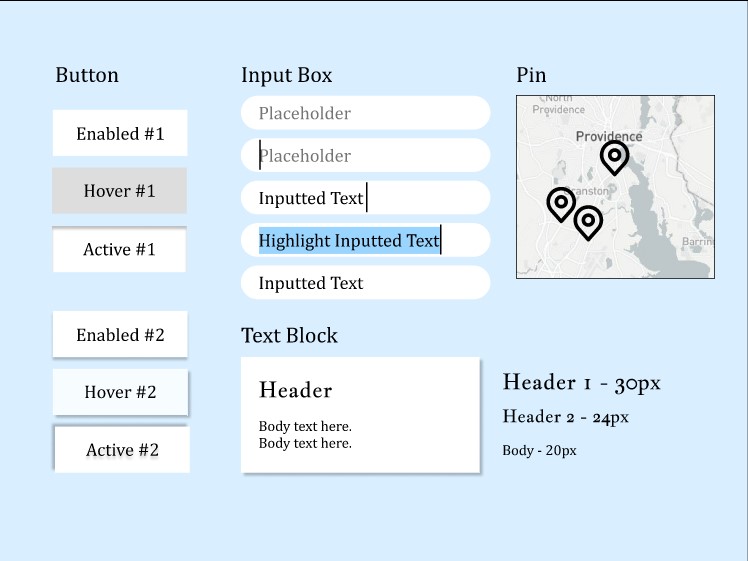 Button
Enabled #1
Hover #1
Active #1
Enabled #2
Hover #2
Active #2
Input Box
Placeholder
Placeholder
Inputted Text
Highlight Inputted Text
Inputted Text
Text Block
Header
Body text here.
Body text here.
Pin
North
Providence
Providence
Cranston
Barrin
Header 1 - 30px
Header 2 - 24px
Body - 20px